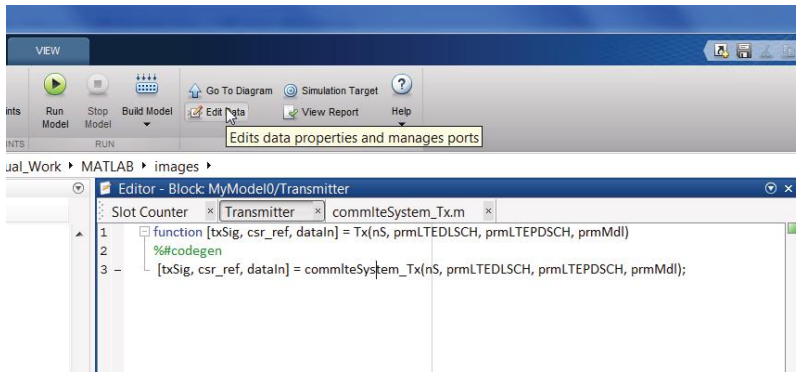 VIEW
ints
Run Model
Stop Model
Build Model
Go To Diagram
Edit Data
Simulation Target
View Report
Help
INTS
RUN
Edits data properties and manages ports
ual_Work ▸ MATLAB ▸ images ▸
Editor - Block: MyModel0/Transmitter
Slot Counter × Transmitter × commlteSystem_Tx.m ×
1 function [txSig, csr_ref, dataIn] = Tx(nS, prmLTEDLSCH, prmLTEPDSCH, prmMdl)
2 %#codegen
3 – [txSig, csr_ref, dataIn] = commlteSystem_Tx(nS, prmLTEDLSCH, prmLTEPDSCH, prmMdl);